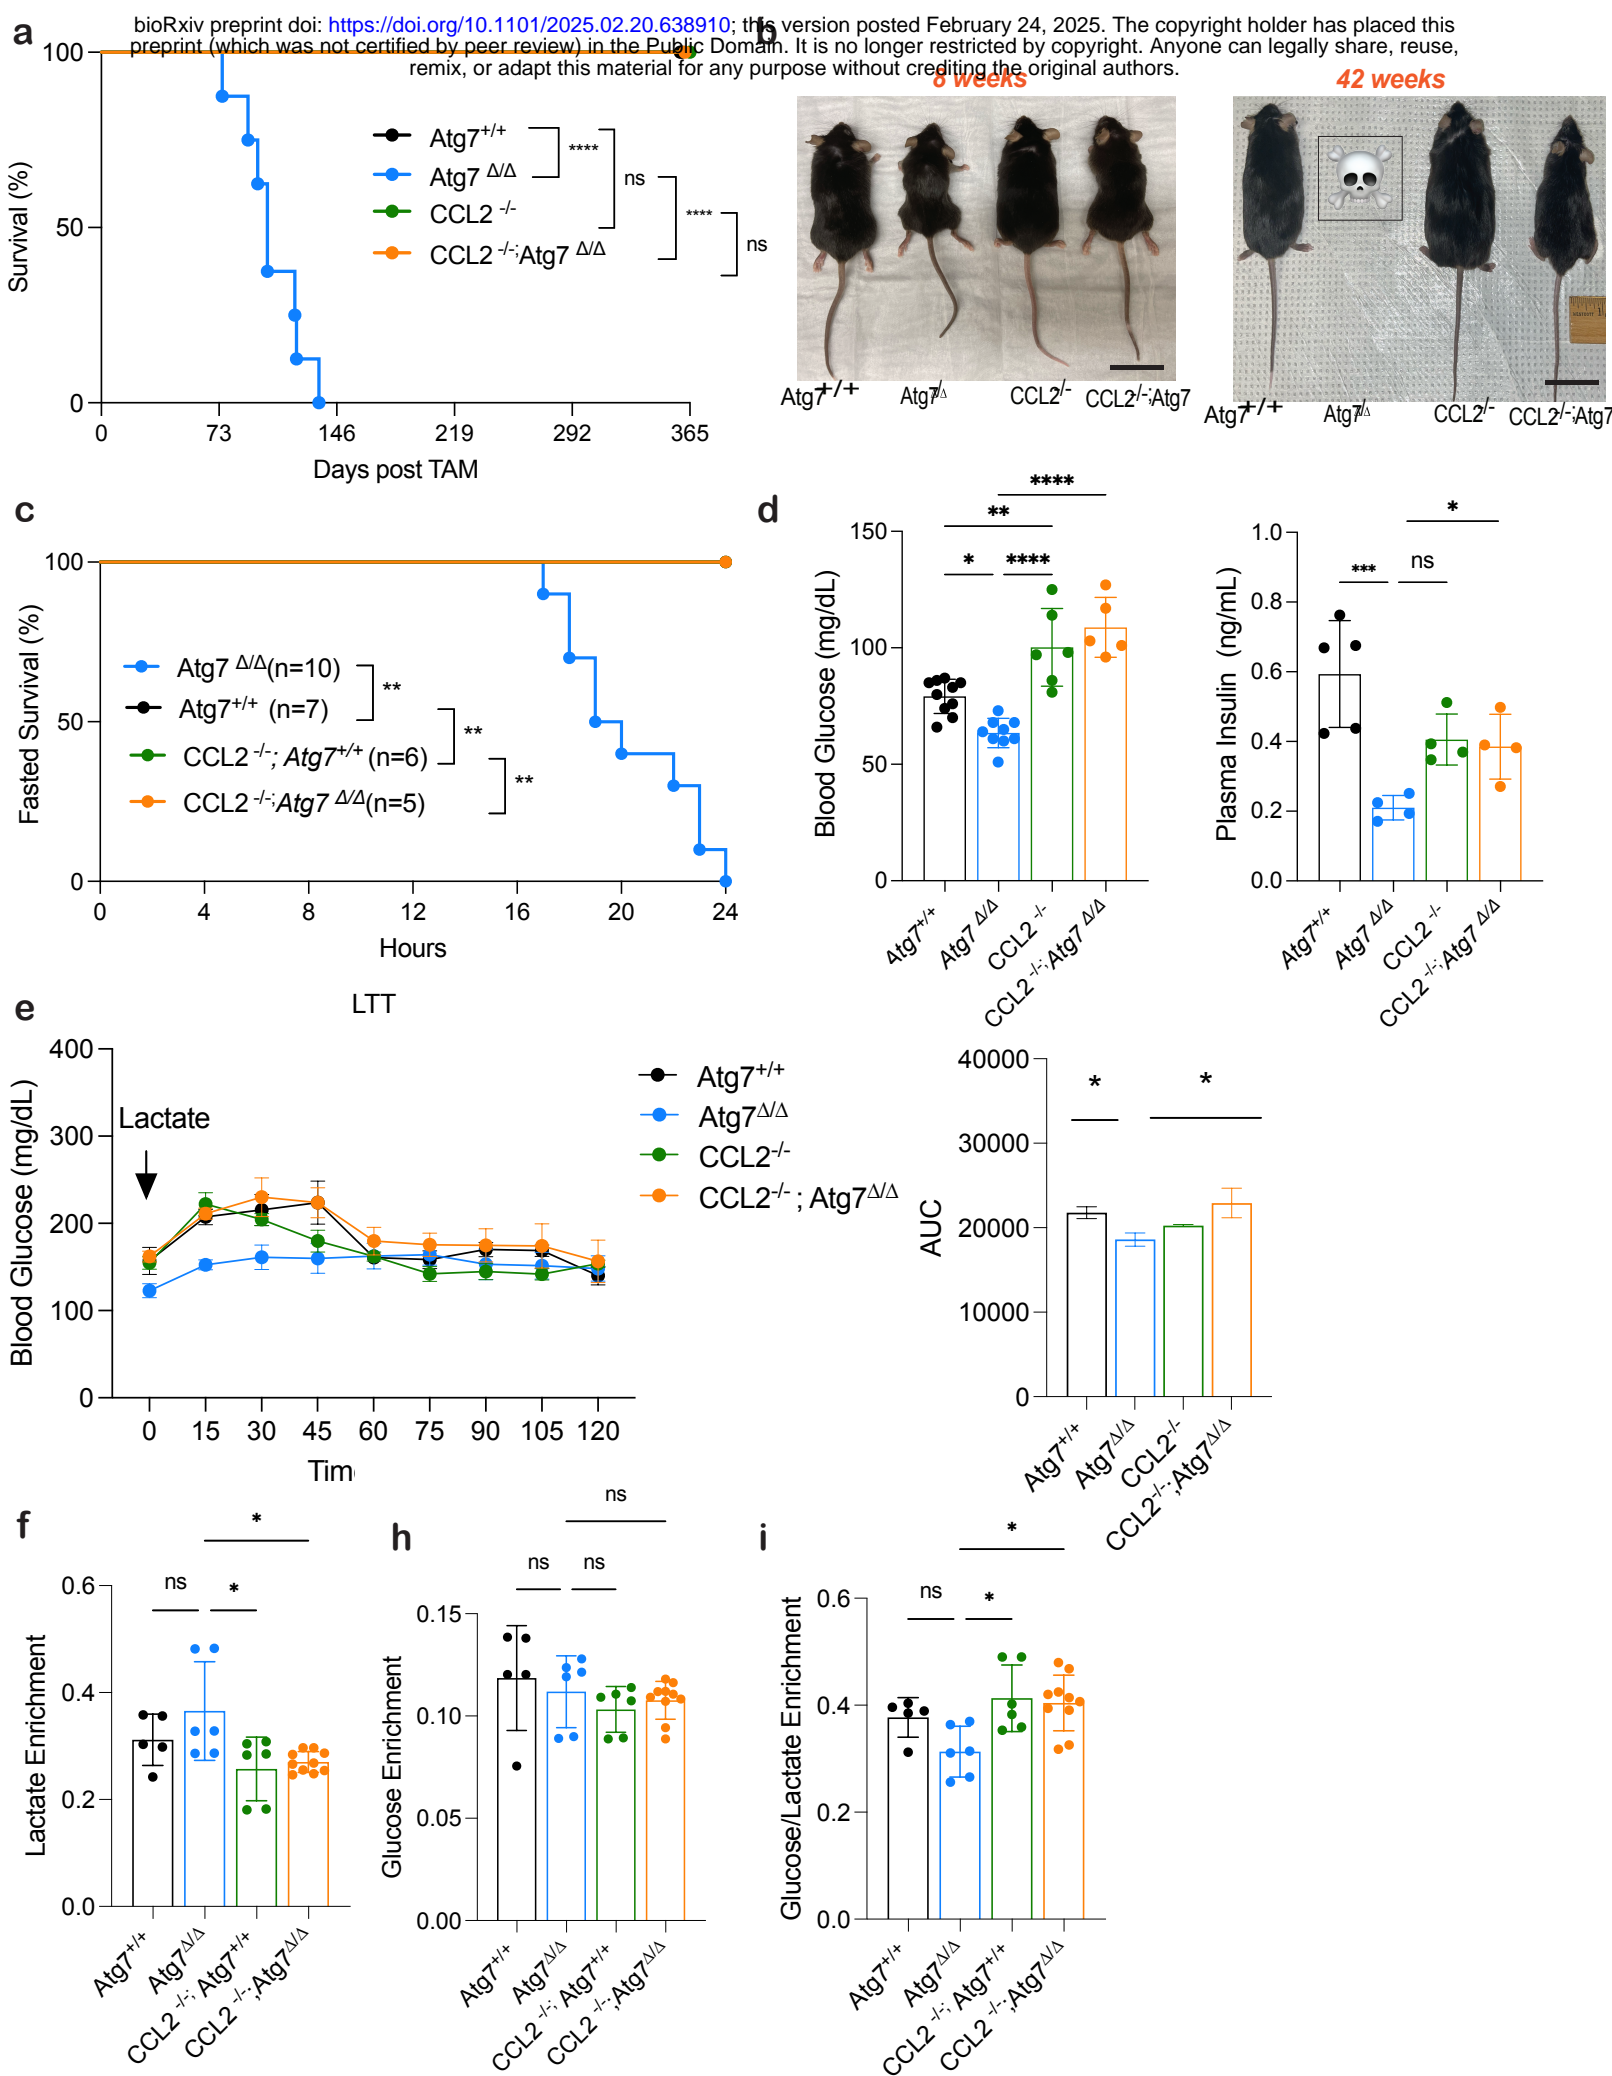 bioRxiv preprint doi: https://doi.org/10.1101/2025.02.20.638910; this version posted February 24, 2025. The copyright holder has placed this
preprint (which was not certified by peer review) in the Public Domain. It is no longer restricted by copyright. Anyone can legally share, reuse,
remix, or adapt this material for any purpose without crediting the original authors.
a
Survival (%)
100
50
0
0 73 146 219 292 365
Days post TAM
Atg7+/+
Atg7 Δ/Δ
CCL2 -/-
CCL2 -/-;Atg7 Δ/Δ
**** ns **** ns
b
8 weeks
42 weeks
Atg7+/+ Atg7Δ/Δ CCL2-/- CCL2-/-;Atg7
Atg7+/+ Atg7Δ/Δ CCL2-/- CCL2-/-;Atg7
c
Fasted Survival (%)
100
50
0
0 4 8 12 16 20 24
Hours
Atg7 Δ/Δ(n=10)
Atg7+/+ (n=7)
CCL2 -/-; Atg7+/+ (n=6)
CCL2 -/-;Atg7 Δ/Δ(n=5)
** ** **
d
Blood Glucose (mg/dL)
150
100
50
0
****
**
* ****
Atg7+/+ Atg7 Δ/Δ CCL2 -/- CCL2 -/-;Atg7 Δ/Δ
Plasma Insulin (ng/mL)
1.0
0.8
0.6
0.4
0.2
0.0
*
*** ns
Atg7+/+ Atg7 Δ/Δ CCL2 -/- CCL2 -/-;Atg7 Δ/Δ
e
LTT
Blood Glucose (mg/dL)
400
300
200
100
0
Lactate
0 15 30 45 60 75 90 105 120
Tim
Atg7+/+
Atg7Δ/Δ
CCL2-/-
CCL2-/- ; Atg7Δ/Δ
AUC
40000
30000
20000
10000
0
* *
Atg7+/+ Atg7Δ/Δ CCL2-/- CCL2-/-;Atg7Δ/Δ
f
Lactate Enrichment
0.6
0.4
0.2
0.0
*
ns *
Atg7+/+ Atg7Δ/Δ CCL2 -/-; Atg7+/+ CCL2 -/-;Atg7Δ/Δ
h
Glucose Enrichment
0.15
0.10
0.05
0.00
ns
ns ns
Atg7+/+ Atg7Δ/Δ CCL2 -/-; Atg7+/+ CCL2 -/-;Atg7Δ/Δ
i
Glucose/Lactate Enrichment
0.6
0.4
0.2
0.0
*
ns *
Atg7+/+ Atg7Δ/Δ CCL2 -/-; Atg7+/+ CCL2 -/-;Atg7Δ/Δ